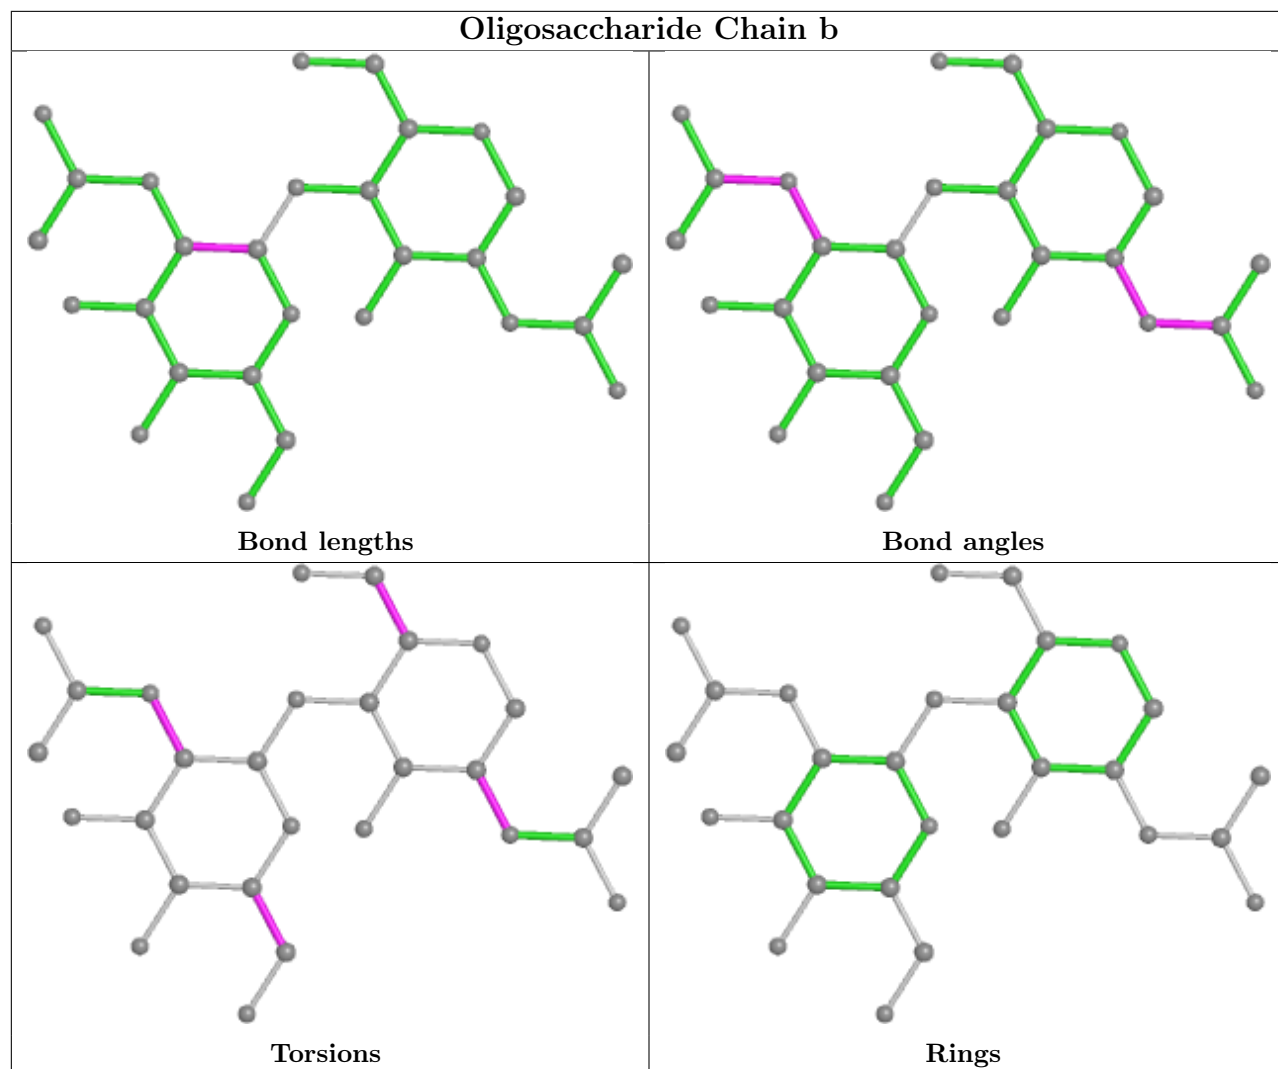 Oligosaccharide Chain b
Bond lengths
Bond angles
Torsions
Rings